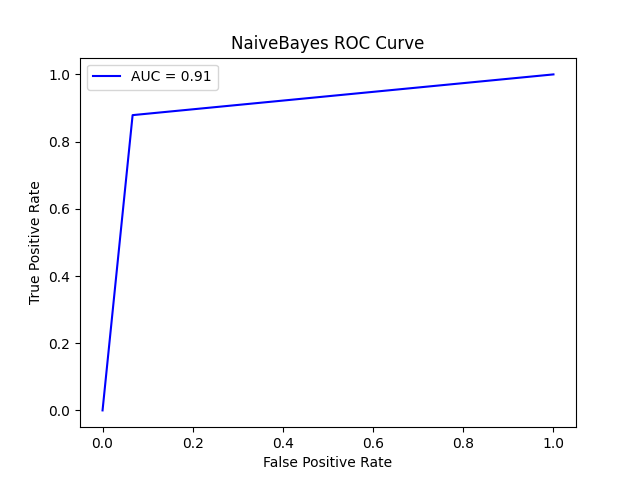 NaiveBayes ROC Curve
AUC = 0.91
True Positive Rate
1.0
0.8
0.6
0.4
0.2
0.0
0.0 0.2 0.4 0.6 0.8 1.0
False Positive Rate